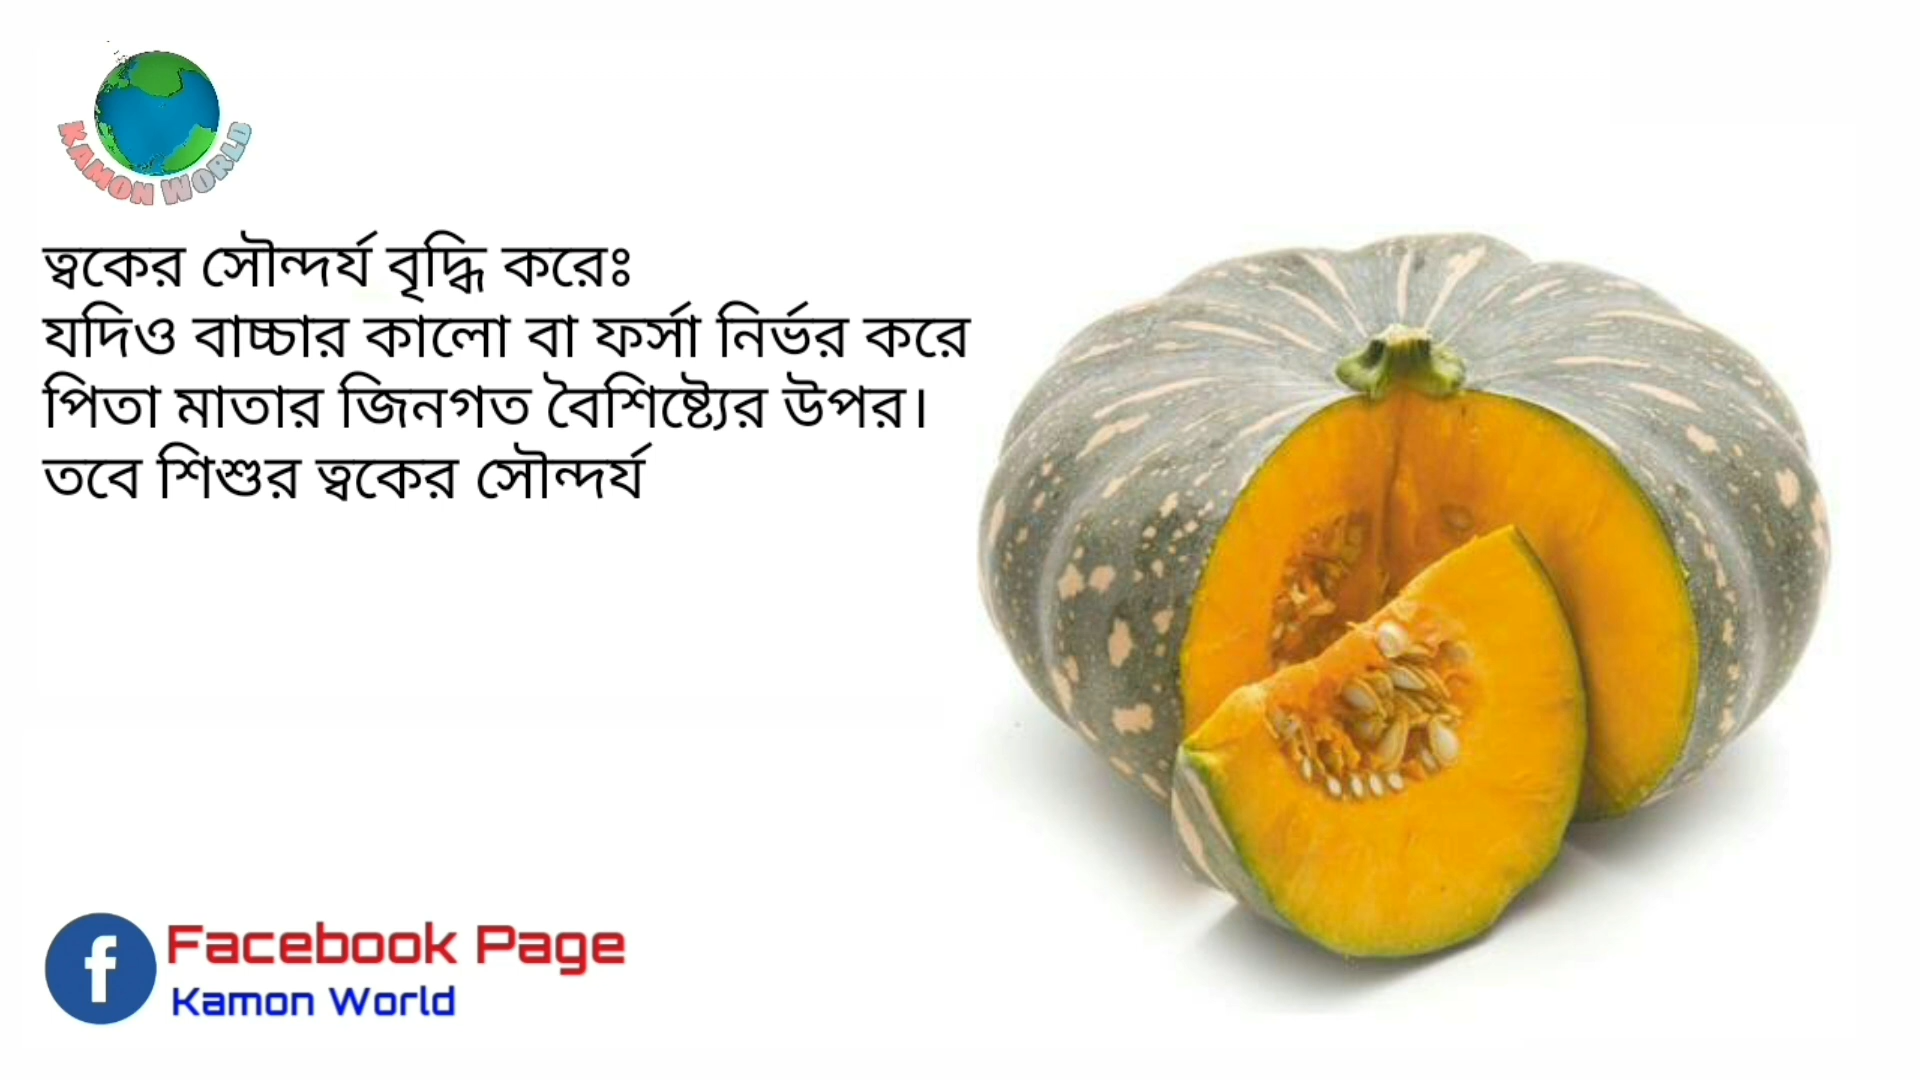 KAMON WORLD
ত্বকের সৌন্দর্য বৃদ্ধি করেঃ
যদিও বাচ্চার কালো বা ফর্সা নির্ভর করে
পিতা মাতার জিনগত বৈশিষ্ট্যের উপর।
তবে শিশুর ত্বকের সৌন্দর্য
f Facebook Page
Kamon World